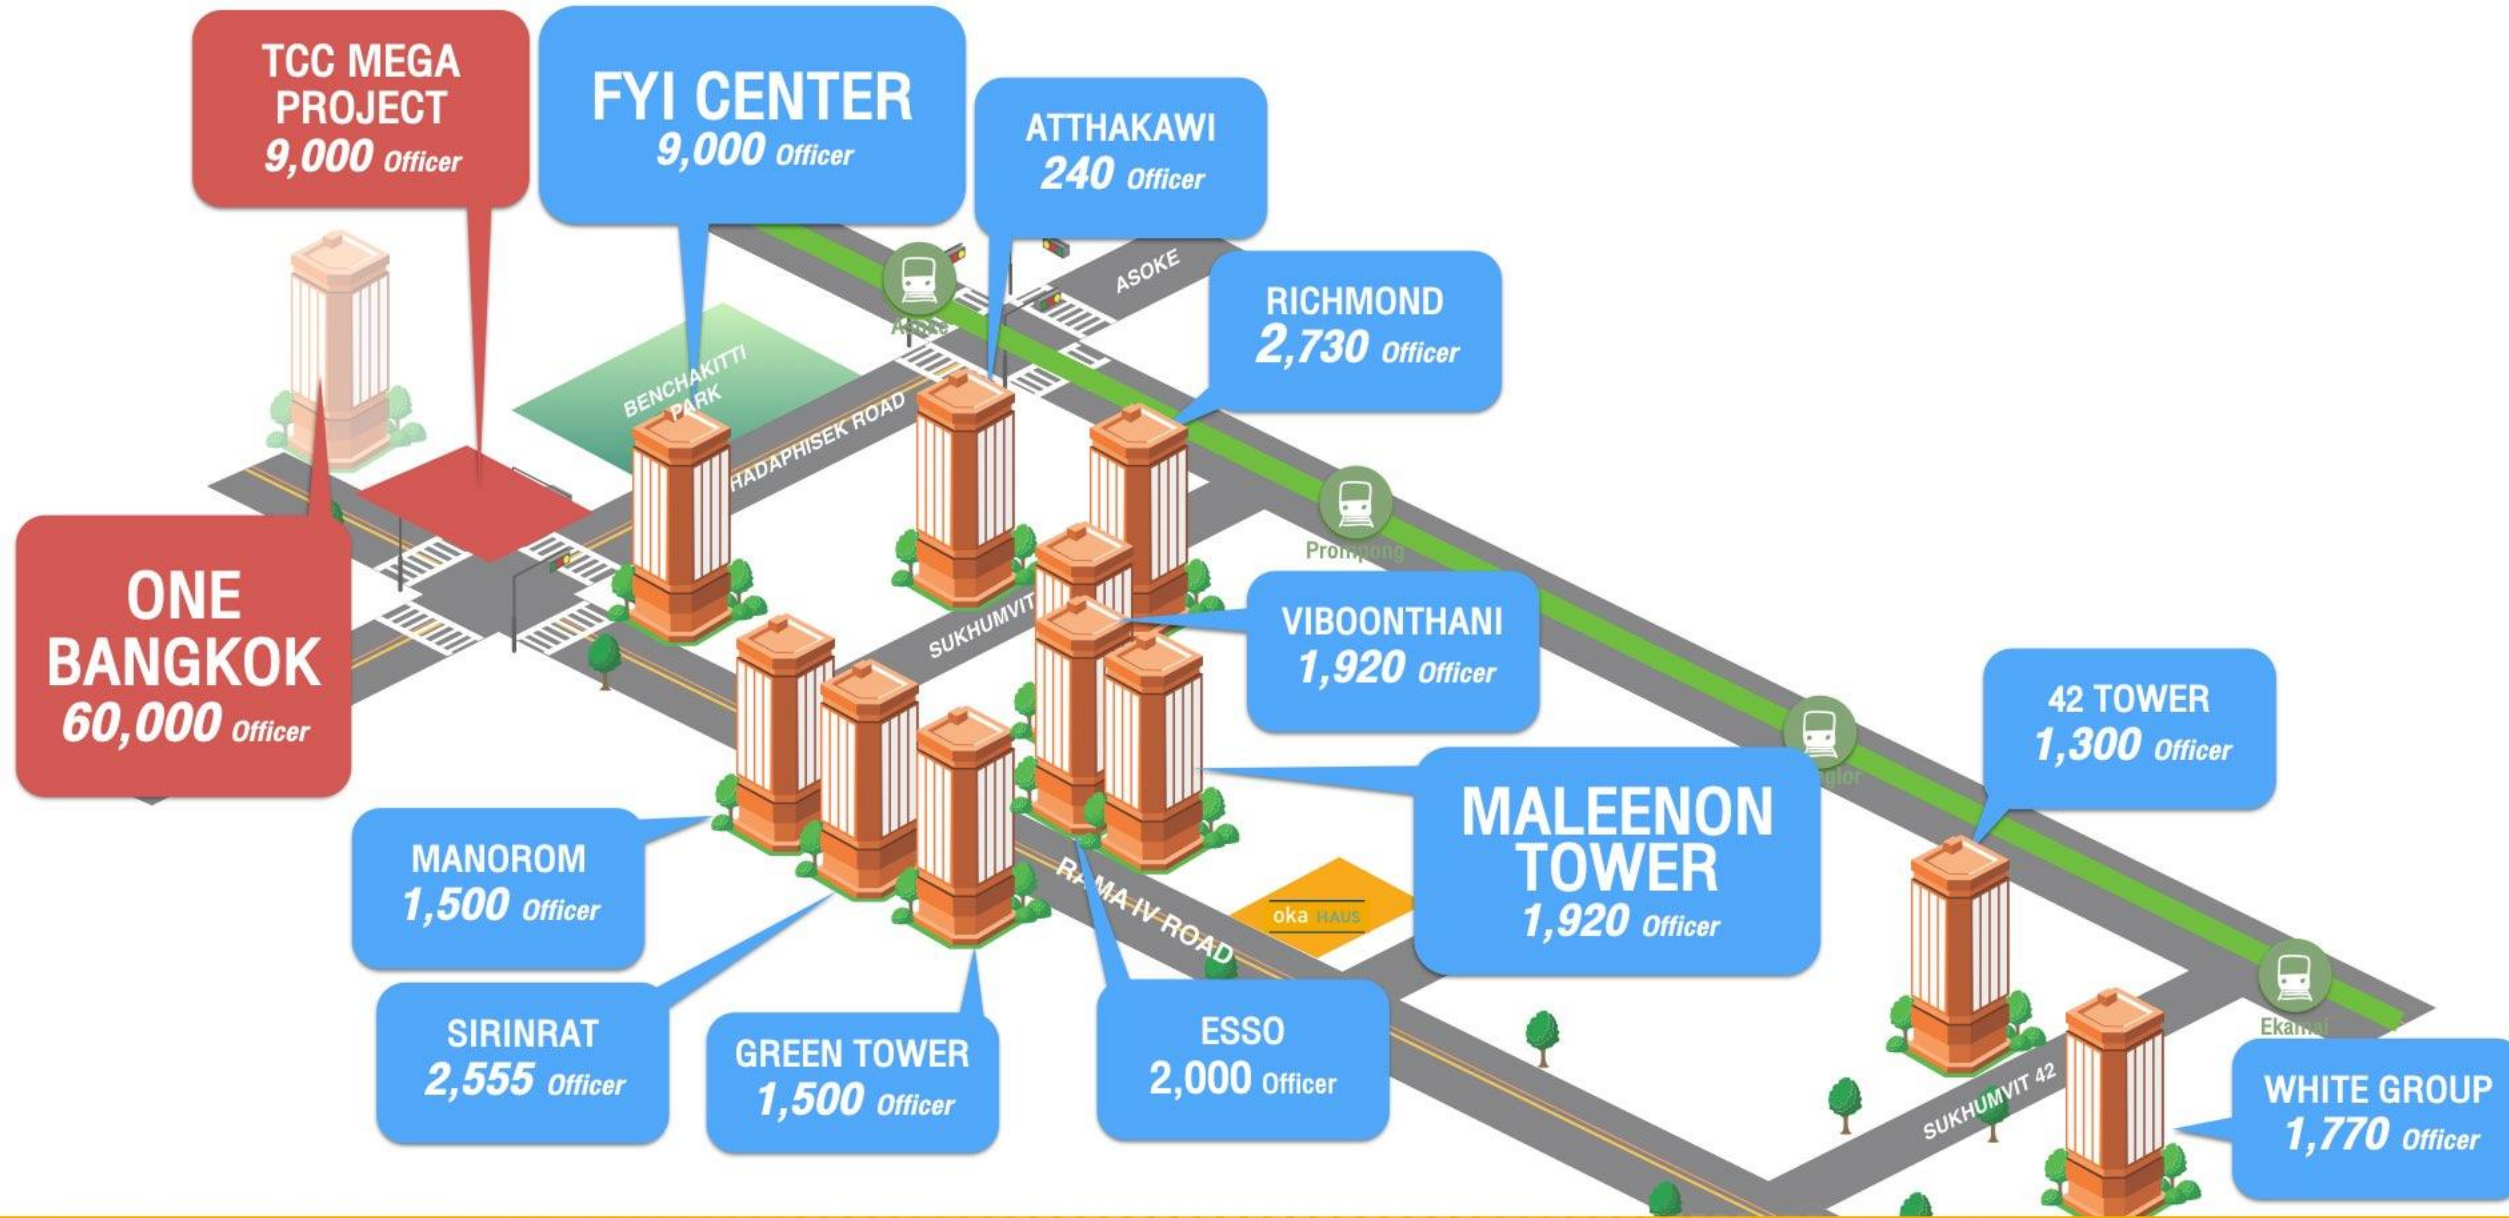 TCC MEGA
PROJECT
9,000 Officer
FYI CENTER
9,000 Officer
ATTHAKAWI
240 Officer
ASOKE
RICHMOND
2,730 Officer
BENCHAKITTI
PARK
HADAPHISEK ROAD
Prompong
ONE
BANGKOK
60,000 Officer
SUKHUMVIT
VIBOONTHANI
1,920 Officer
42 TOWER
1,300 Officer
MALEENON
TOWER
1,920 Officer
MANOROM
1,500 Officer
RAMA IV ROAD
oka HAUS
SIRINRAT
2,555 Officer
GREEN TOWER
1,500 Officer
ESSO
2,000 Officer
Ekamai
SUKHUMVIT 42
WHITE GROUP
1,770 Officer